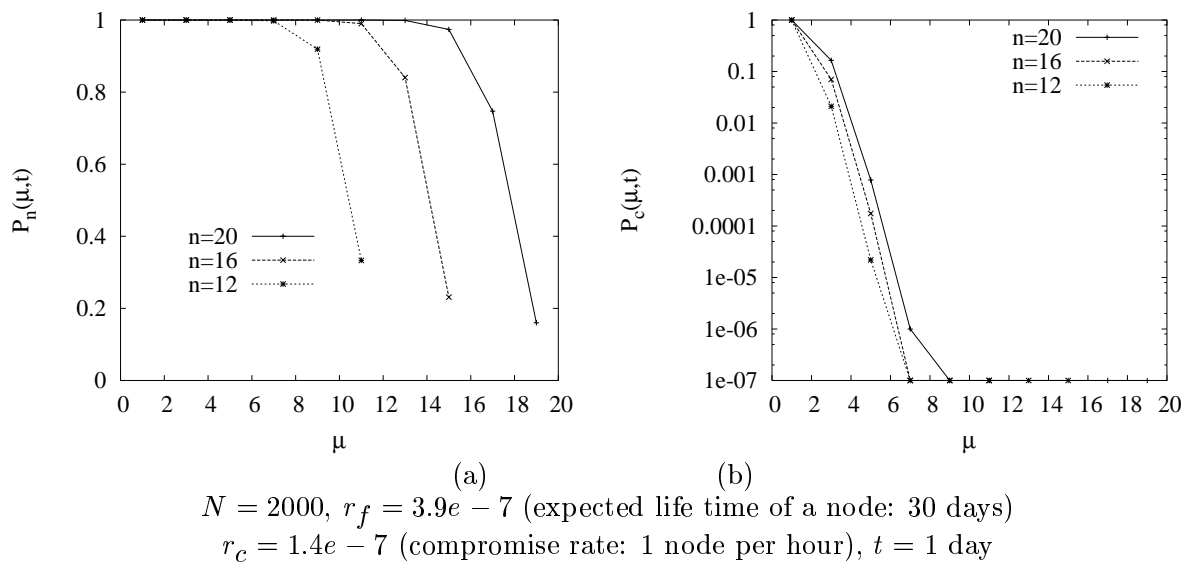 1
0.8
0.6
0.4
0.2
0
P_n(μ,t)
n=20
n=16
n=12
0 2 4 6 8 10 12 14 16 18 20
μ
(a)
1
0.1
0.01
0.001
0.0001
1e-05
1e-06
1e-07
P_c(μ,t)
n=20
n=16
n=12
0 2 4 6 8 10 12 14 16 18 20
μ
(b)
N = 2000, r_f = 3.9e − 7 (expected life time of a node: 30 days)
r_c = 1.4e − 7 (compromise rate: 1 node per hour), t = 1 day